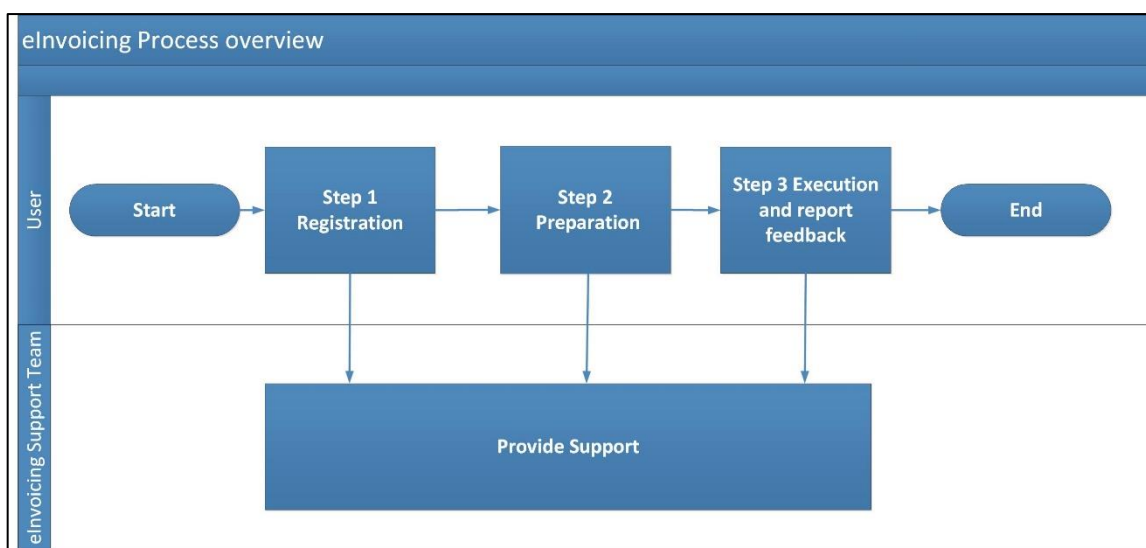 eInvoicing Process overview
User
Start
Step 1
Registration
Step 2
Preparation
Step 3 Execution
and report
feedback
End
eInvoicing Support Team
Provide Support